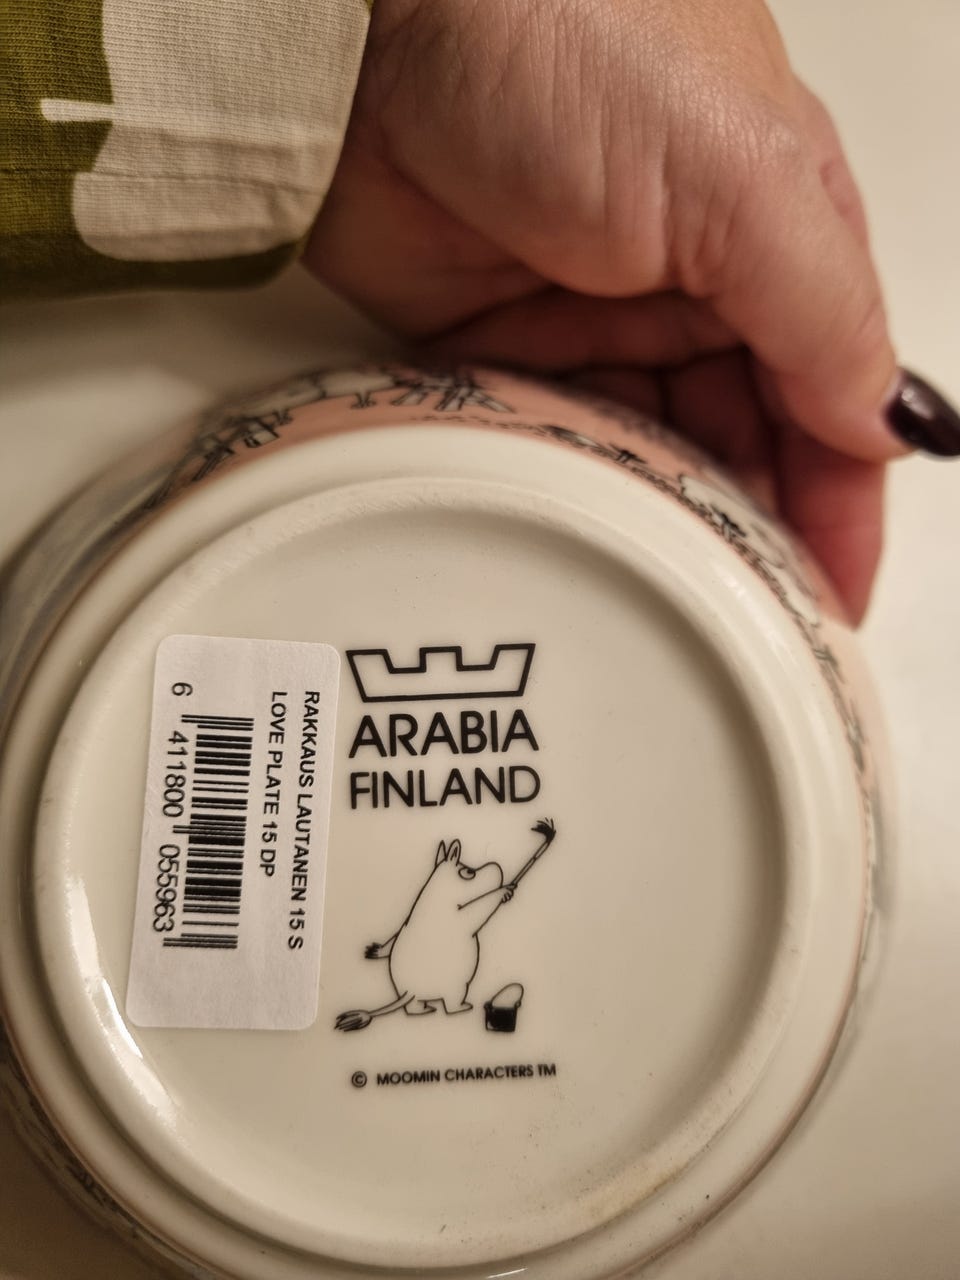 ARABIA
FINLAND
© MOOMIN CHARACTERS TM
RAKKAUS LAUTANEN 15 S
LOVE PLATE 15 DP
6 411800 055963